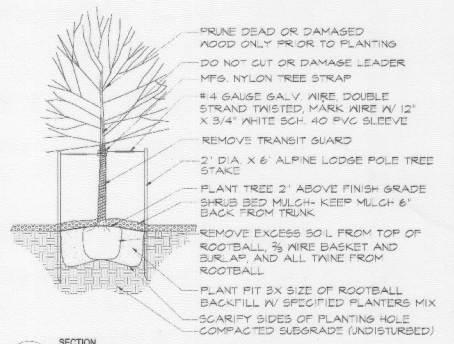 PRUNE DEAD OR DAMAGED
WOOD ONLY PRIOR TO PLANTING
DO NOT CUT OR DAMAGE LEADER
MFG. NYLON TREE STRAP
#14 GAUGE GALV. WIRE, DOUBLE
STRAND TWISTED, MARK WIRE W/ 12"
X 3/4" WHITE SCH. 40 PVC SLEEVE
REMOVE TRANSIT GUARD
2" DIA. X 6' ALPINE LODGE POLE TREE
STAKE
PLANT TREE 2" ABOVE FINISH GRADE
SHRUB BED MULCH- KEEP MULCH 6"
BACK FROM TRUNK
REMOVE EXCESS SOIL FROM TOP OF
ROOTBALL, ⅔ WIRE BASKET AND
BURLAP, AND ALL TWINE FROM
ROOTBALL
PLANT PIT 3X SIZE OF ROOTBALL
BACKFILL W/ SPECIFIED PLANTERS MIX
SCARIFY SIDES OF PLANTING HOLE
COMPACTED SUBGRADE (UNDISTURBED)
SECTION